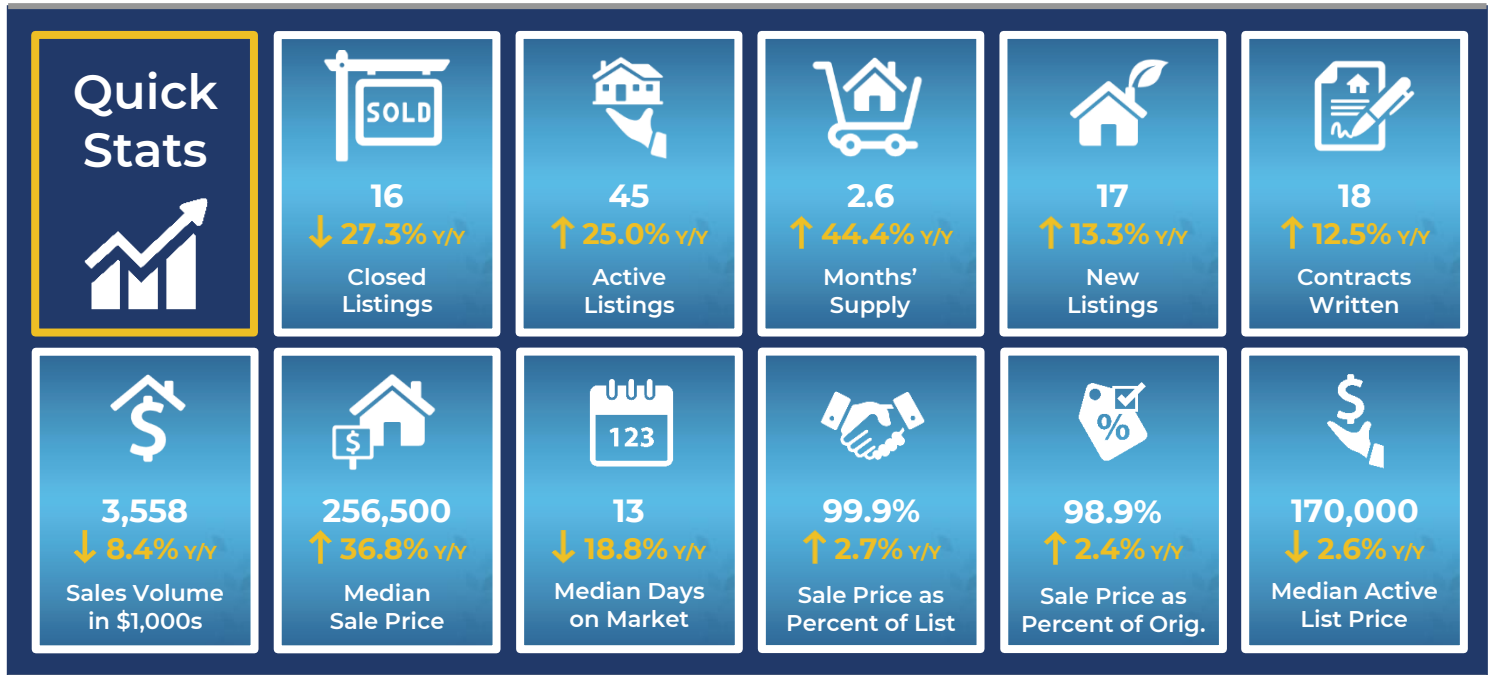 Quick
Stats
SOLD
16
↓ 27.3% Y/Y
Closed
Listings
45
↑ 25.0% Y/Y
Active
Listings
2.6
↑ 44.4% Y/Y
Months’
Supply
17
↑ 13.3% Y/Y
New
Listings
18
↑ 12.5% Y/Y
Contracts
Written
$
3,558
↓ 8.4% Y/Y
Sales Volume
in $1,000s
$
256,500
↑ 36.8% Y/Y
Median
Sale Price
123
13
↓ 18.8% Y/Y
Median Days
on Market
99.9%
↑ 2.7% Y/Y
Sale Price as
Percent of List
%
98.9%
↑ 2.4% Y/Y
Sale Price as
Percent of Orig.
$
170,000
↓ 2.6% Y/Y
Median Active
List Price